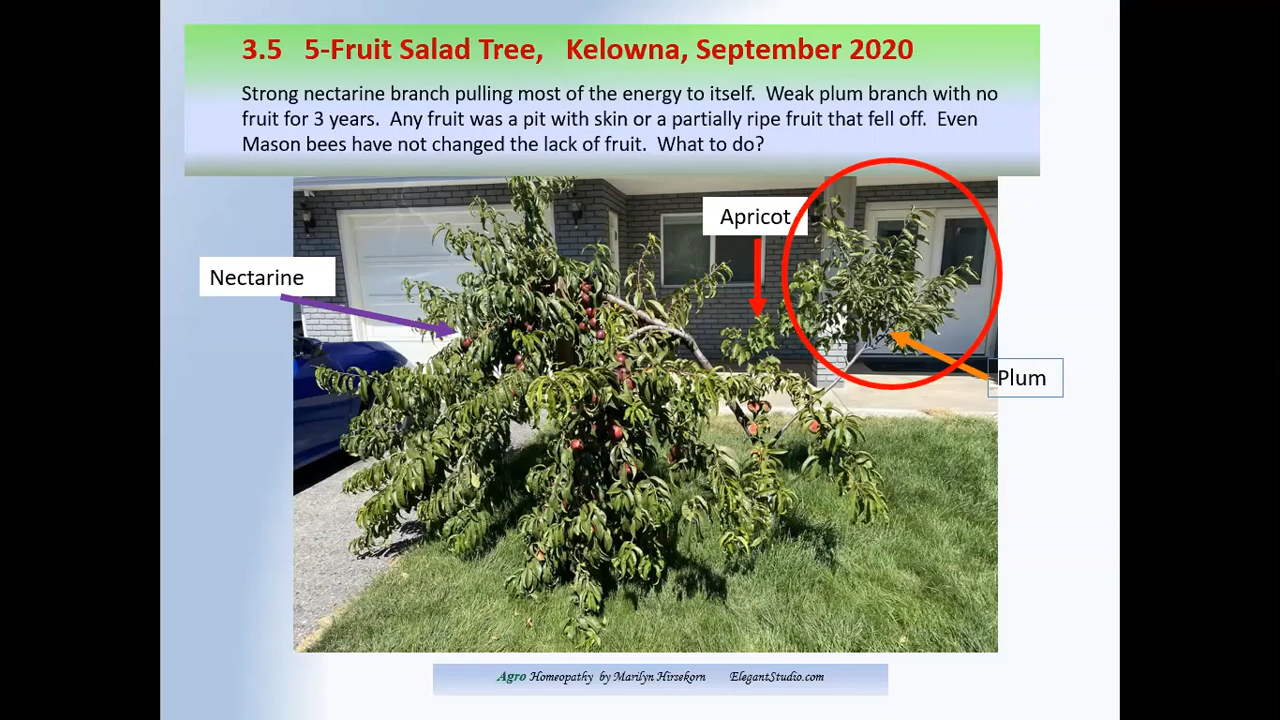 3.5 5-Fruit Salad Tree, Kelowna, September 2020
Strong nectarine branch pulling most of the energy to itself. Weak plum branch with no
fruit for 3 years. Any fruit was a pit with skin or a partially ripe fruit that fell off. Even
Mason bees have not changed the lack of fruit. What to do?
Apricot
Nectarine
Plum
Agro Homeopathy by Marilyn Hirsekorn ElegantStudio.com